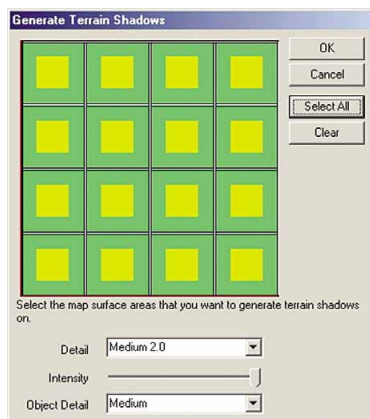 Generate Terrain Shadows
OK
Cancel
Select All
Clear
Select the map surface areas that you want to generate terrain shadows
on.
Detail Medium 2.0
Intensity
Object Detail Medium